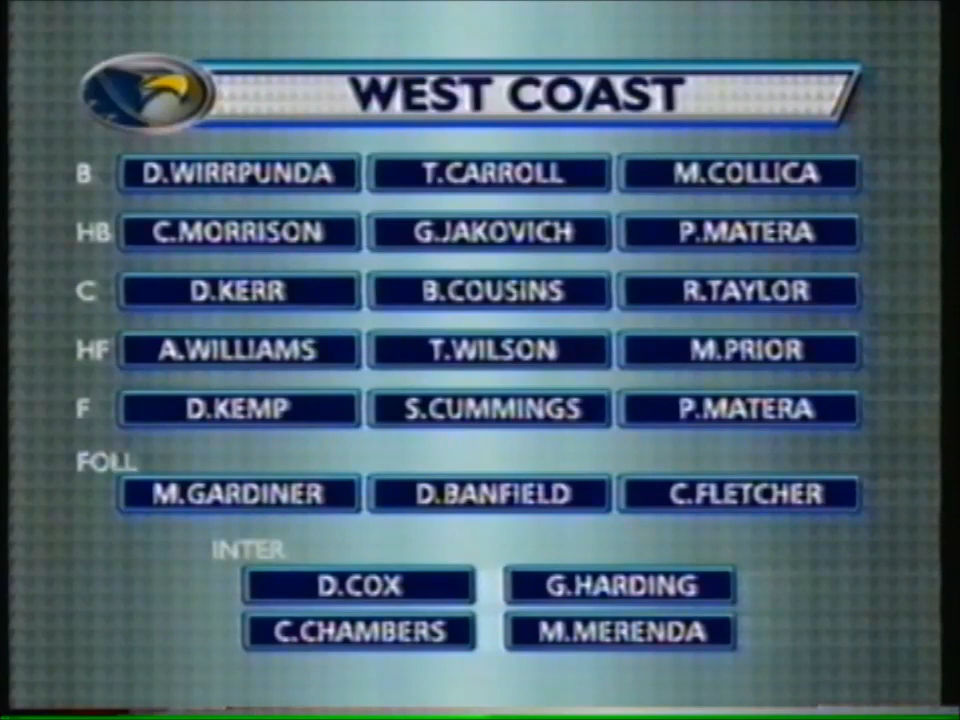 WEST COAST
B D.WIRRPUNDA T.CARROLL M.COLLICA
HB C.MORRISON G.JAKOVICH P.MATERA
C D.KERR B.COUSINS R.TAYLOR
HF A.WILLIAMS T.WILSON M.PRIOR
F D.KEMP S.CUMMINGS P.MATERA
FOLL
M.GARDINER D.BANFIELD C.FLETCHER
INTER
D.COX G.HARDING
C.CHAMBERS M.MERENDA